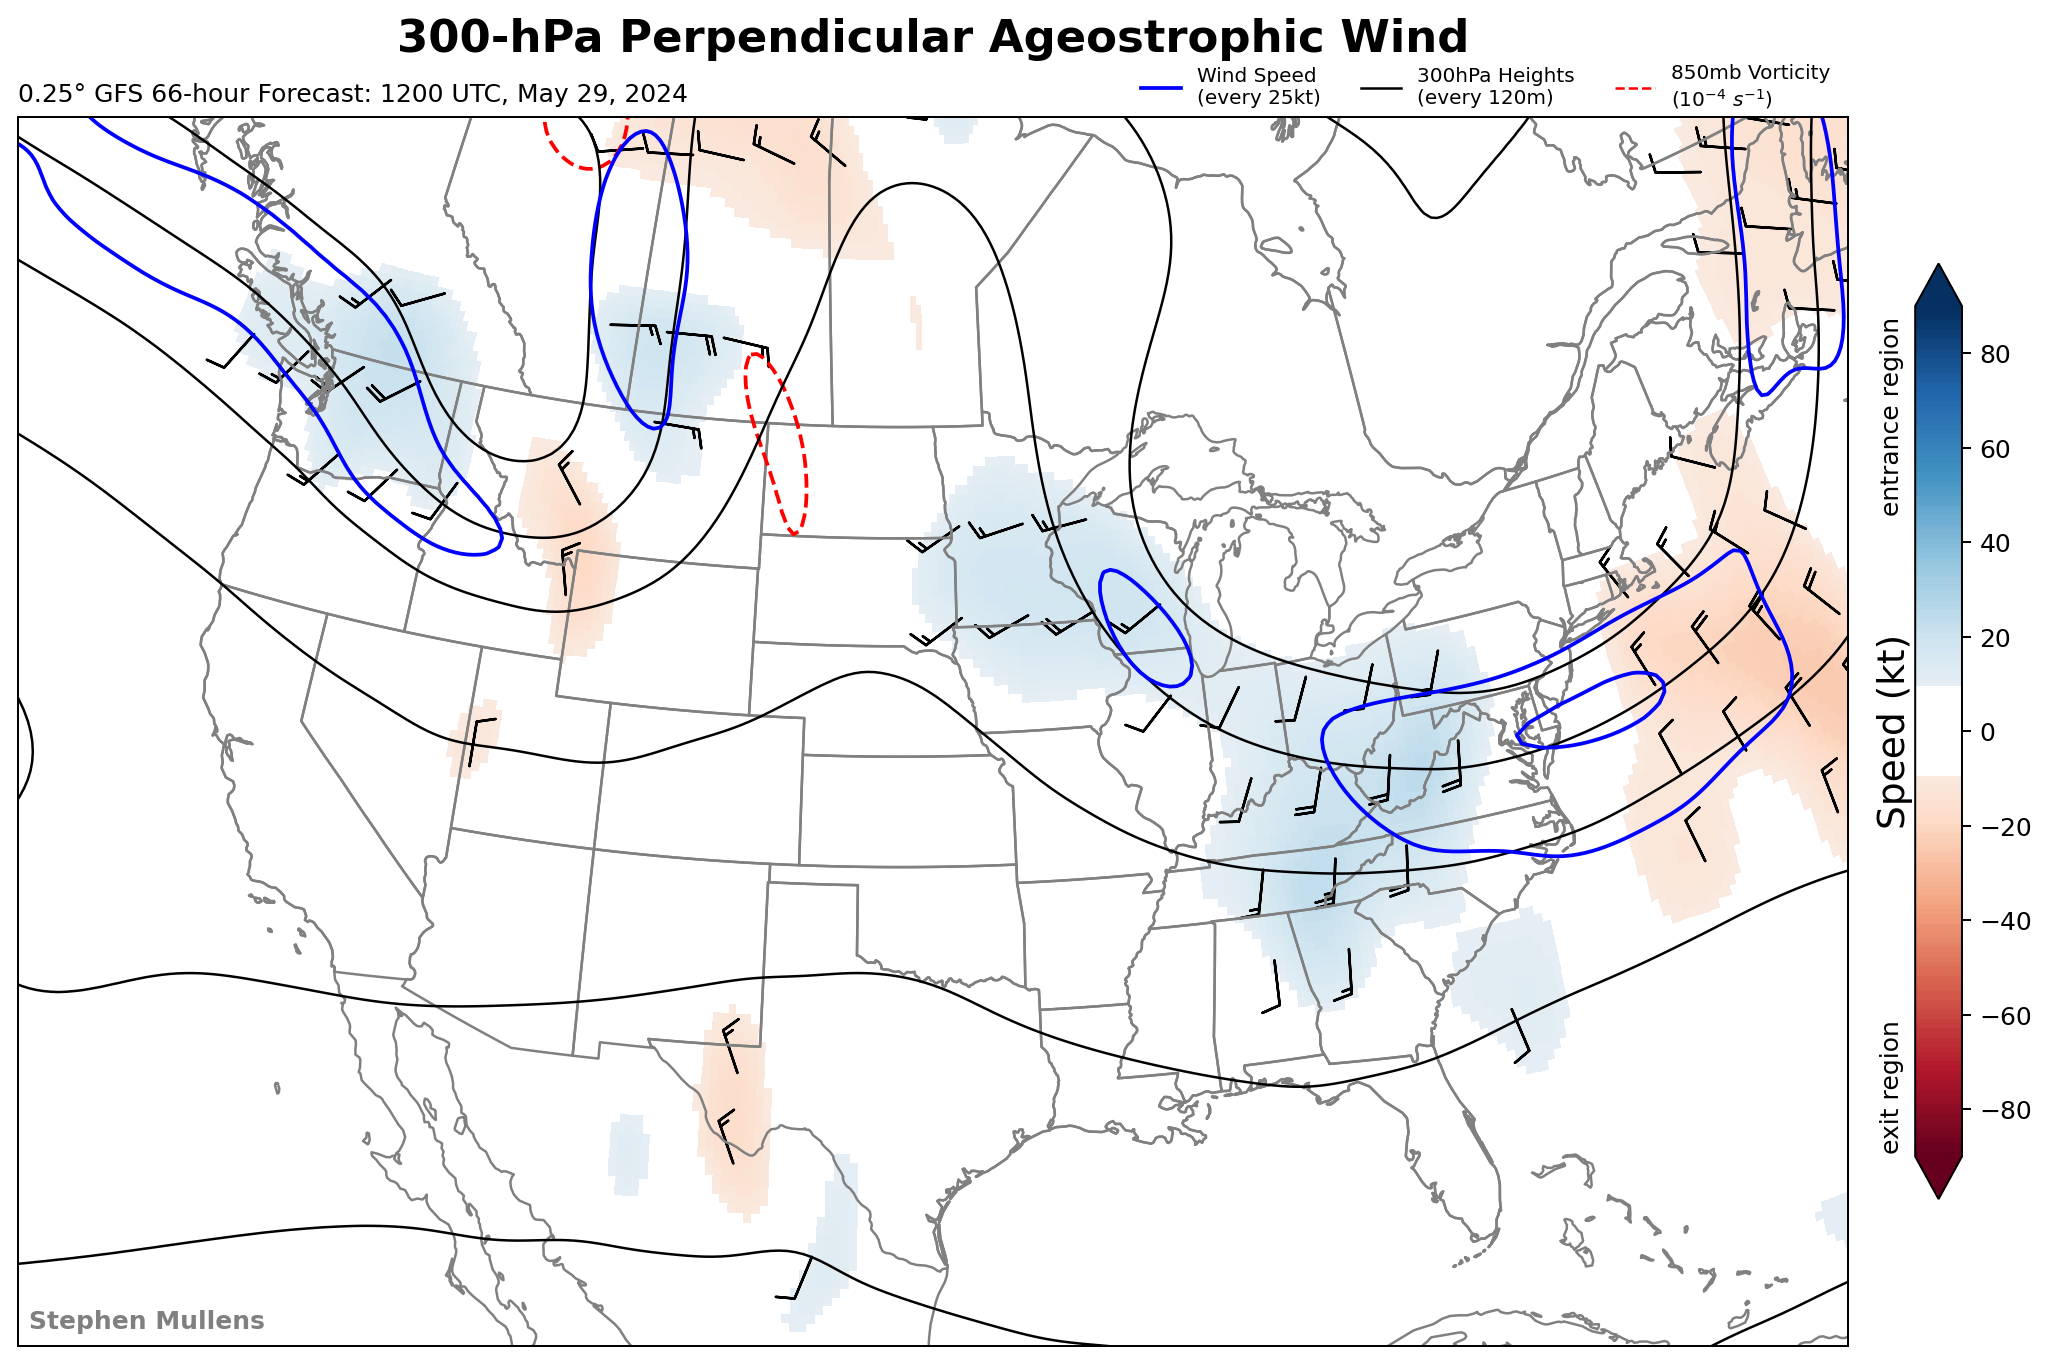 300-hPa Perpendicular Ageostrophic Wind
0.25° GFS 66-hour Forecast: 1200 UTC, May 29, 2024
Wind Speed
(every 25kt)
300hPa Heights
(every 120m)
850mb Vorticity
(10⁻⁴ s⁻¹)
entrance region
Speed (kt)
exit region
80
60
40
20
0
−20
−40
−60
−80
Stephen Mullens